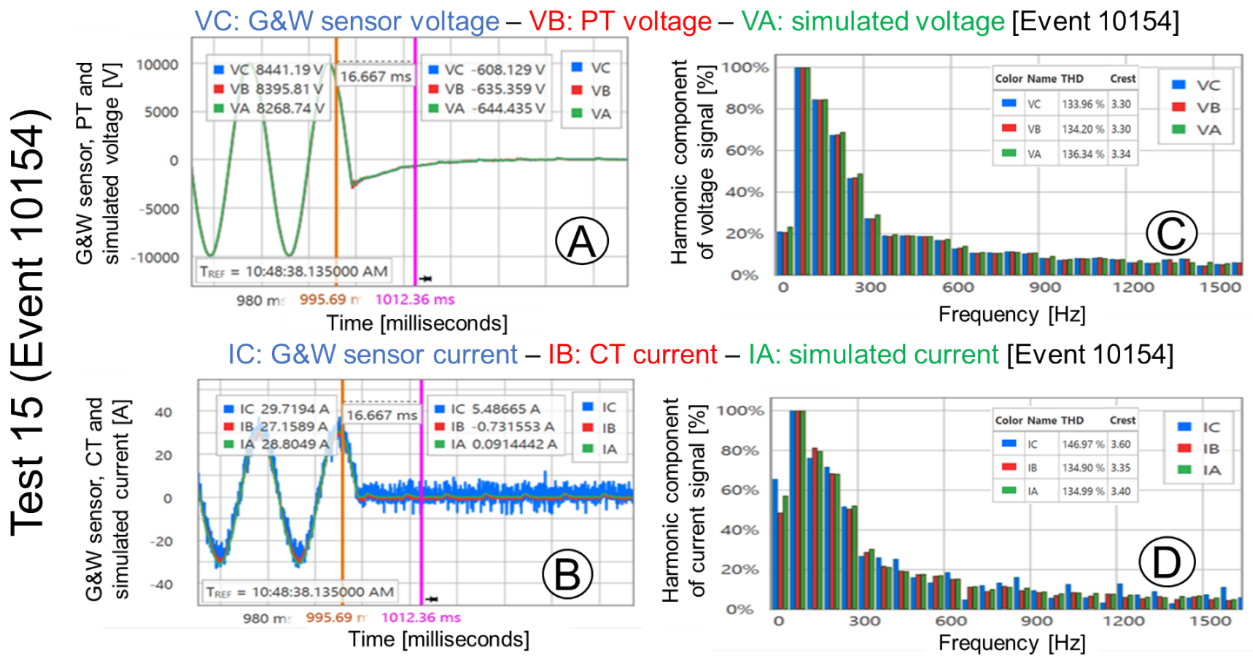 Test 15 (Event 10154)
VC: G&W sensor voltage – VB: PT voltage – VA: simulated voltage [Event 10154]
G&W sensor, PT and
simulated voltage [V]
10000
5000
0
-5000
-10000
VC 8441.19 V
VB 8395.81 V
VA 8268.74 V
16.667 ms
VC -608.129 V
VB -635.359 V
VA -644.435 V
VC
VB
VA
A
TREF = 10:48:38.135000 AM
980 ms
995.69 m
1012.36 ms
Time [milliseconds]
Harmonic component
of voltage signal [%]
100%
80%
60%
40%
20%
0%
Color Name THD Crest
VC 133.96 % 3.30
VB 134.20 % 3.30
VA 136.34 % 3.34
VC
VB
VA
C
0 300 600 900 1200 1500
Frequency [Hz]
IC: G&W sensor current – IB: CT current – IA: simulated current [Event 10154]
G&W sensor, CT and
simulated current [A]
40
20
0
-20
-40
IC 29.7194 A
IB 27.1589 A
IA 28.8049 A
16.667 ms
IC 5.48665 A
IB -0.731553 A
IA 0.0914442 A
IC
IB
IA
B
TREF = 10:48:38.135000 AM
980 ms
995.69 m
1012.36 ms
Time [milliseconds]
Harmonic component
of current signal [%]
100%
80%
60%
40%
20%
0%
Color Name THD Crest
IC 146.97 % 3.60
IB 134.90 % 3.35
IA 134.99 % 3.40
IC
IB
IA
D
0 300 600 900 1200 1500
Frequency [Hz]